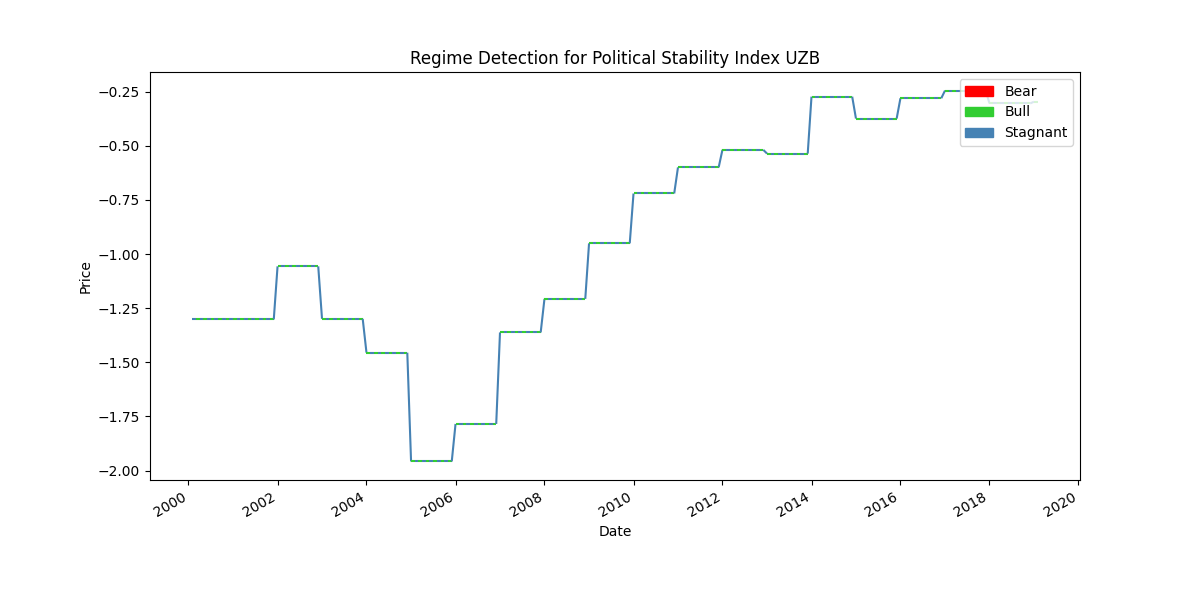 Regime Detection for Political Stability Index UZB
Price
−0.25
−0.50
−0.75
−1.00
−1.25
−1.50
−1.75
−2.00
Bear
Bull
Stagnant
2000 2002 2004 2006 2008 2010 2012 2014 2016 2018 2020
Date